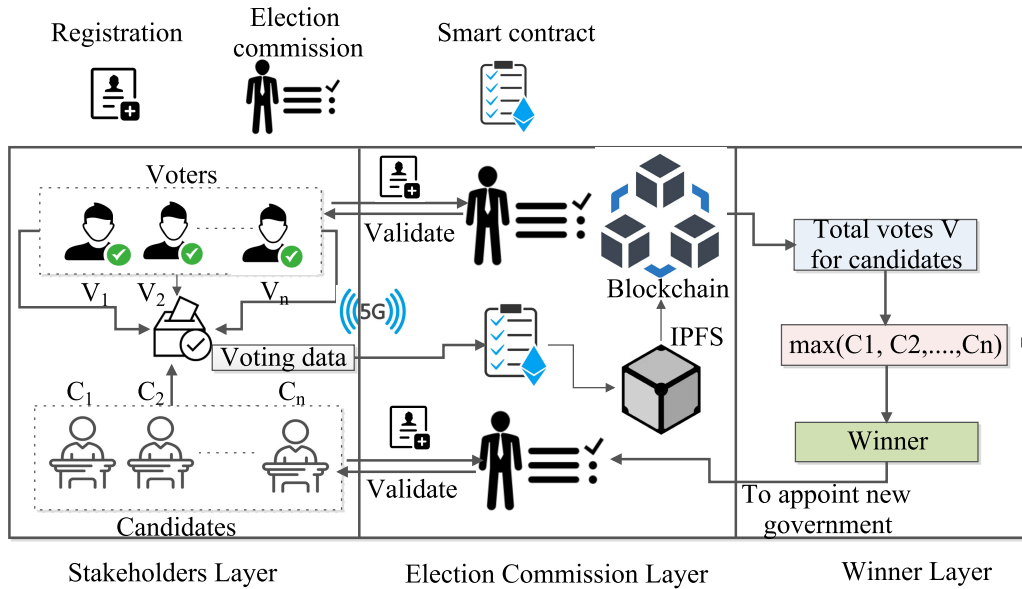 Registration
Election
commission
Smart contract
Voters
V1
V2
Vn
Validate
5G
Blockchain
IPFS
Voting data
C1
C2
Cn
Candidates
Validate
Total votes V
for candidates
max(C1, C2,....,Cn)
Winner
To appoint new
government
Stakeholders Layer
Election Commission Layer
Winner Layer